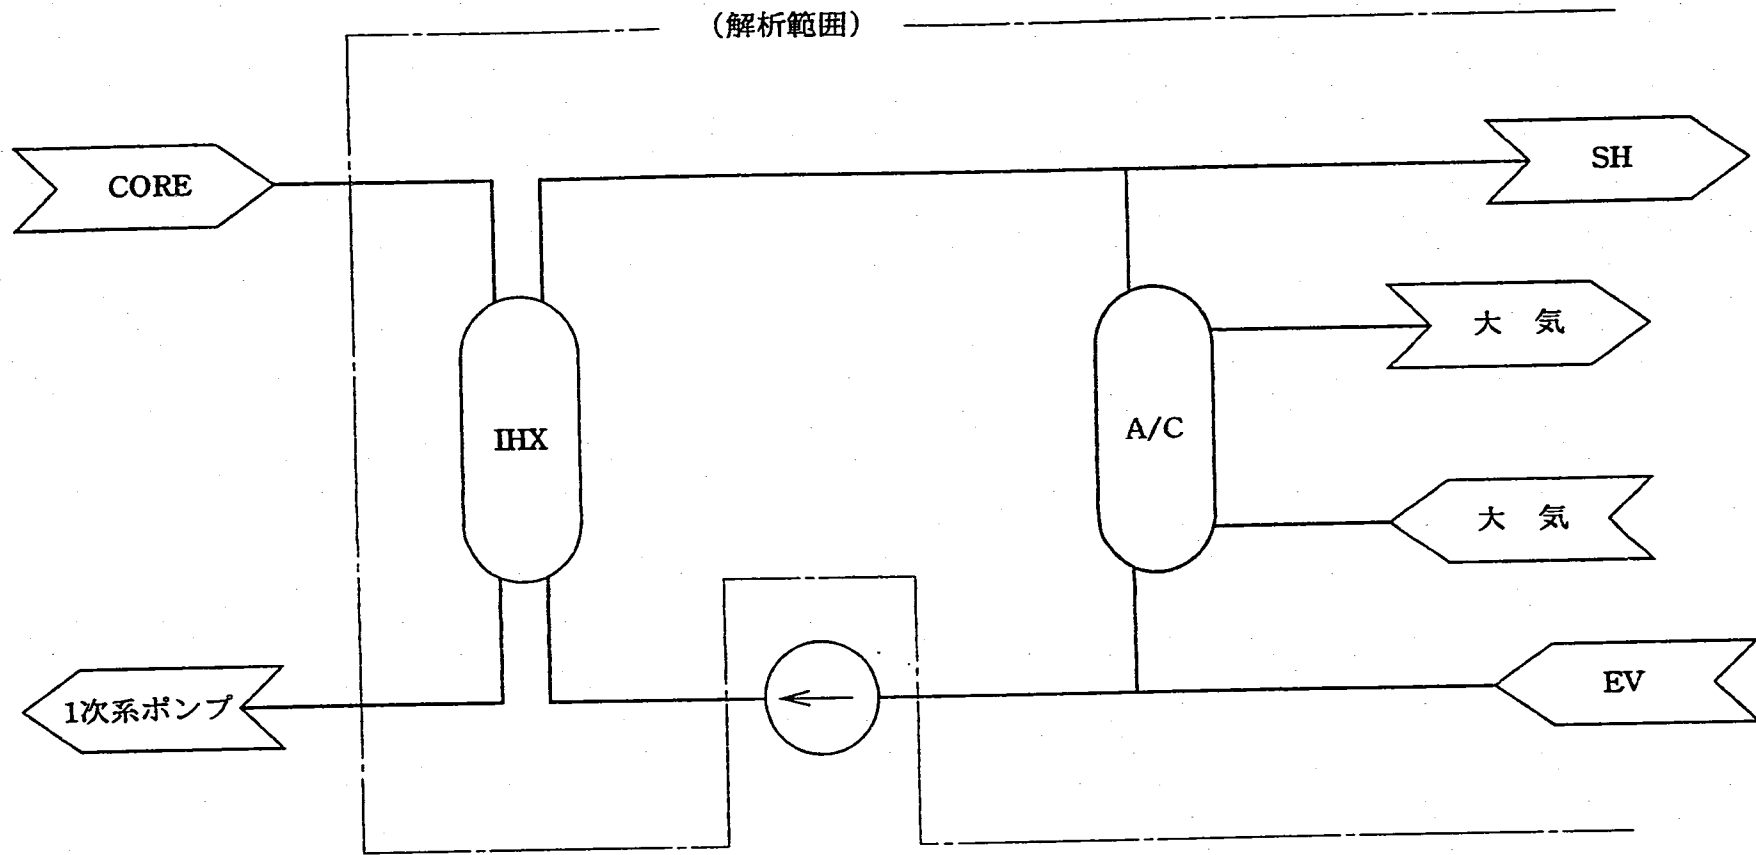 (解析範囲)
CORE
SH
大 気
IHX
A/C
大 気
1次系ポンプ
EV